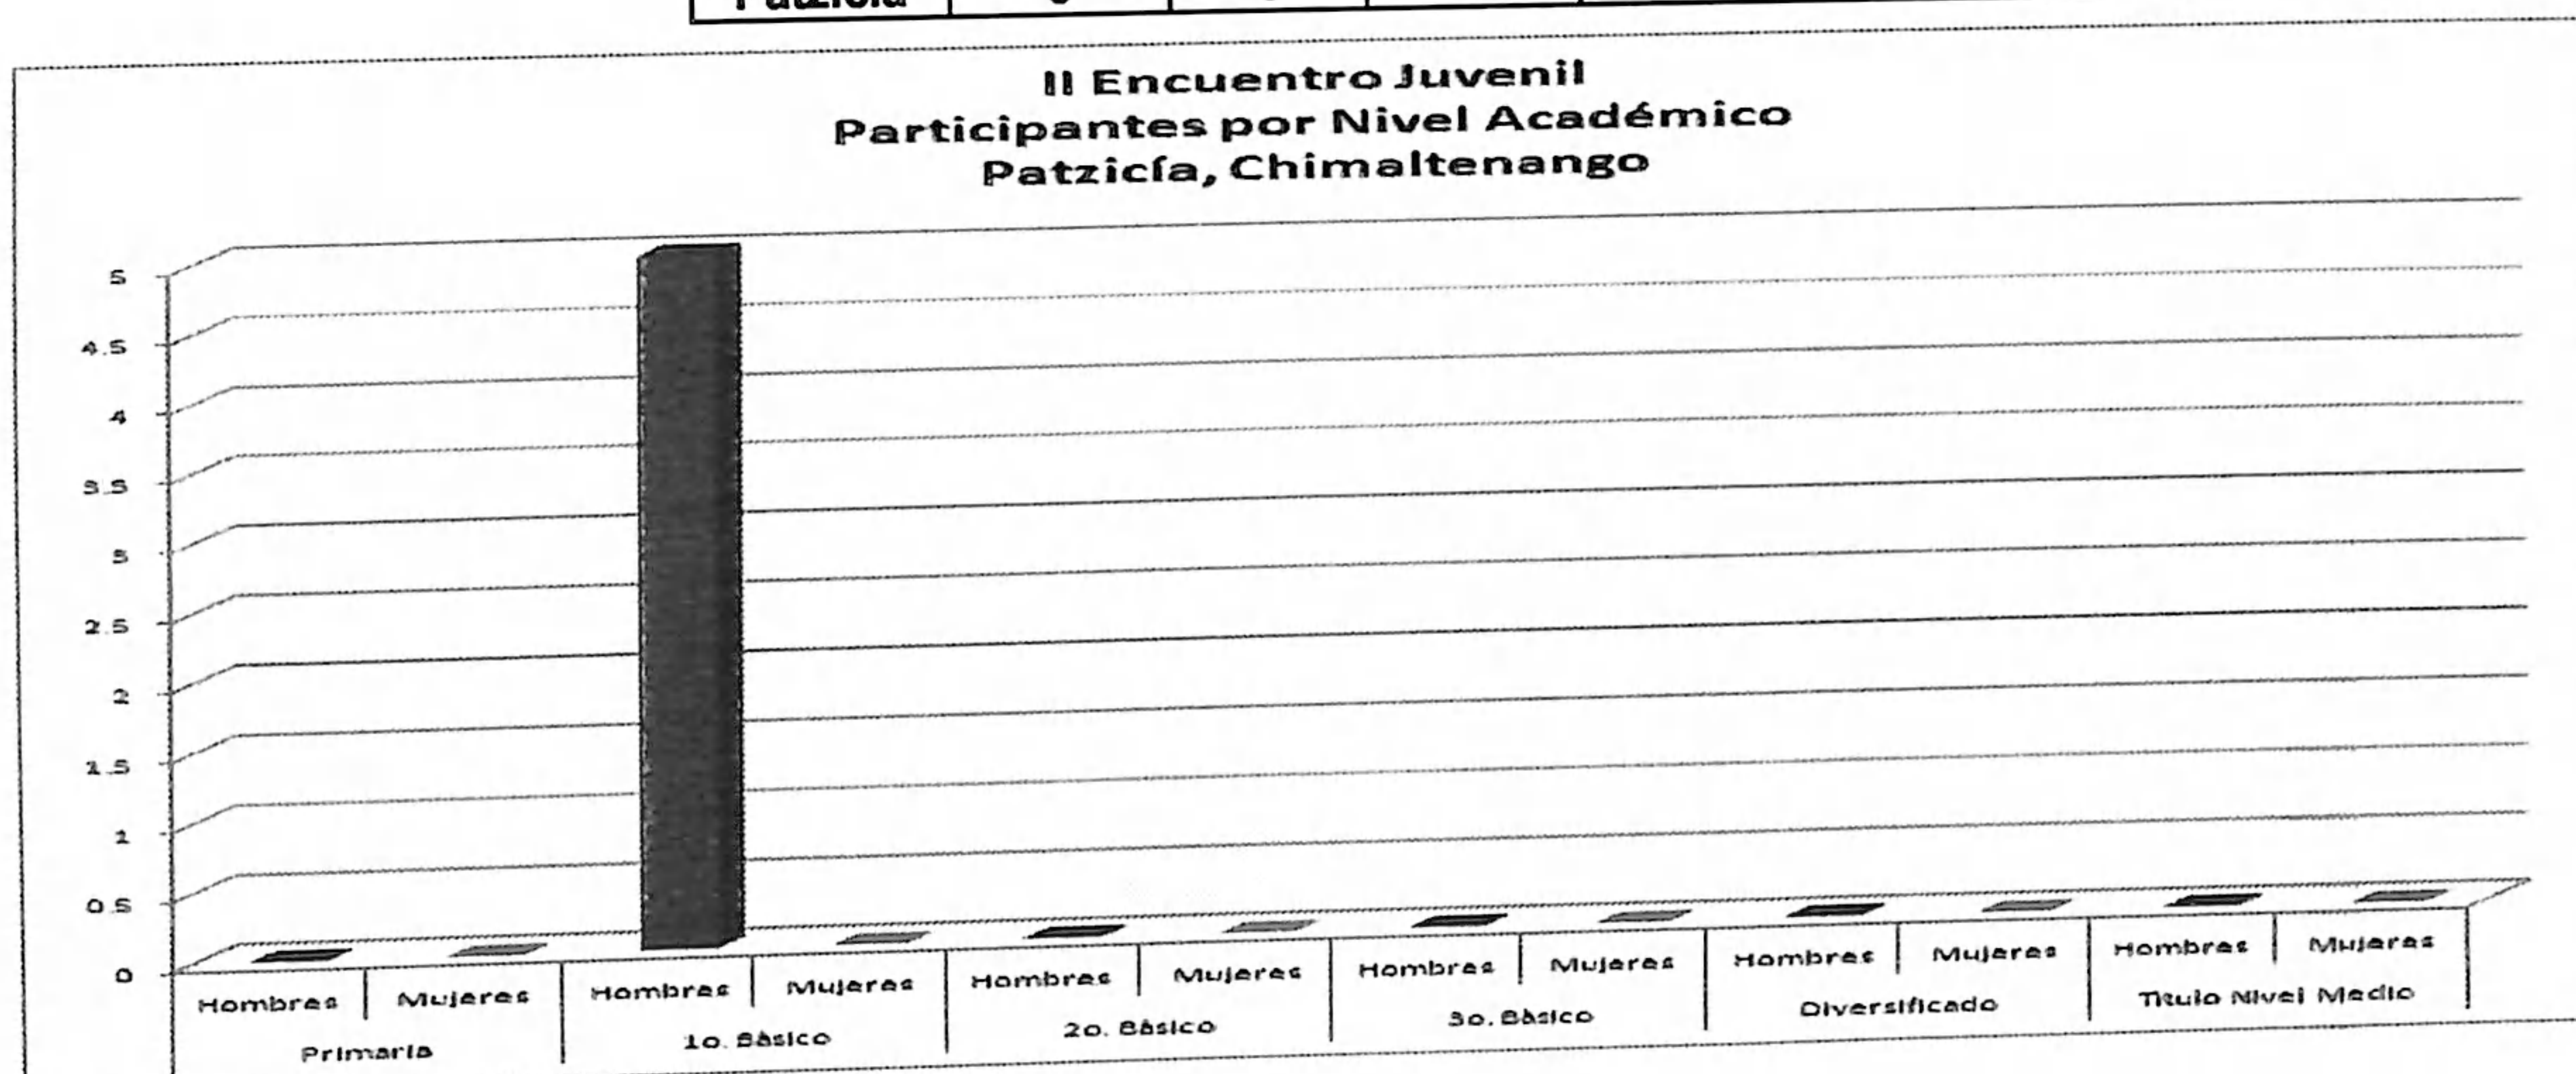 Patzicía
II Encuentro Juvenil
Participantes por Nivel Académico
Patzicía, Chimaltenango
5
4.5
4
3.5
3
2.5
2
1.5
1
0.5
0
Hombres Mujeres Hombres Mujeres Hombres Mujeres Hombres Mujeres Hombres Mujeres Hombres Mujeres
Primaria 1o. Básico 2o. Básico 3o. Básico Diversificado Titulo Nivel Medio